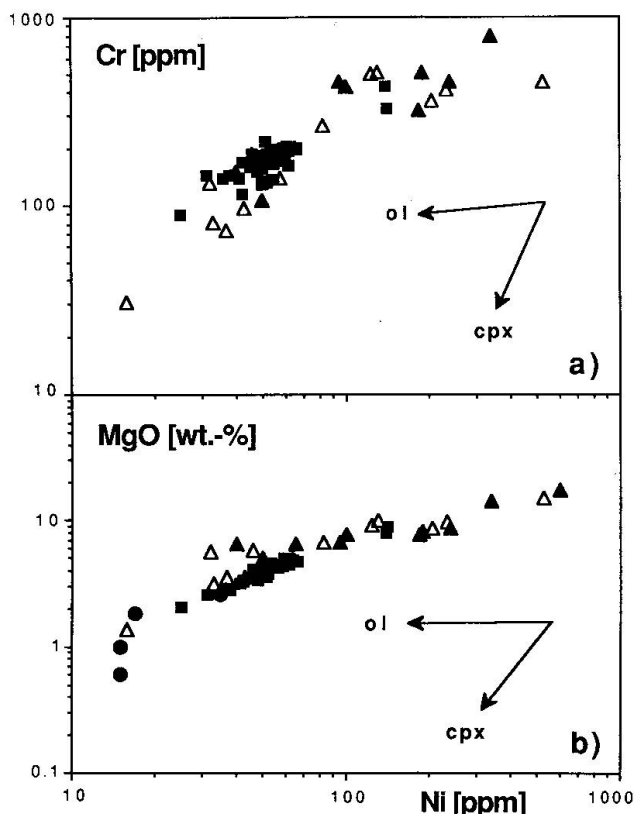 1000
Cr [ppm]
100
ol
cpx
10
a)
MgO [wt.-%]
10
1
ol
cpx
0.1
b)
10
100
1000
Ni [ppm]